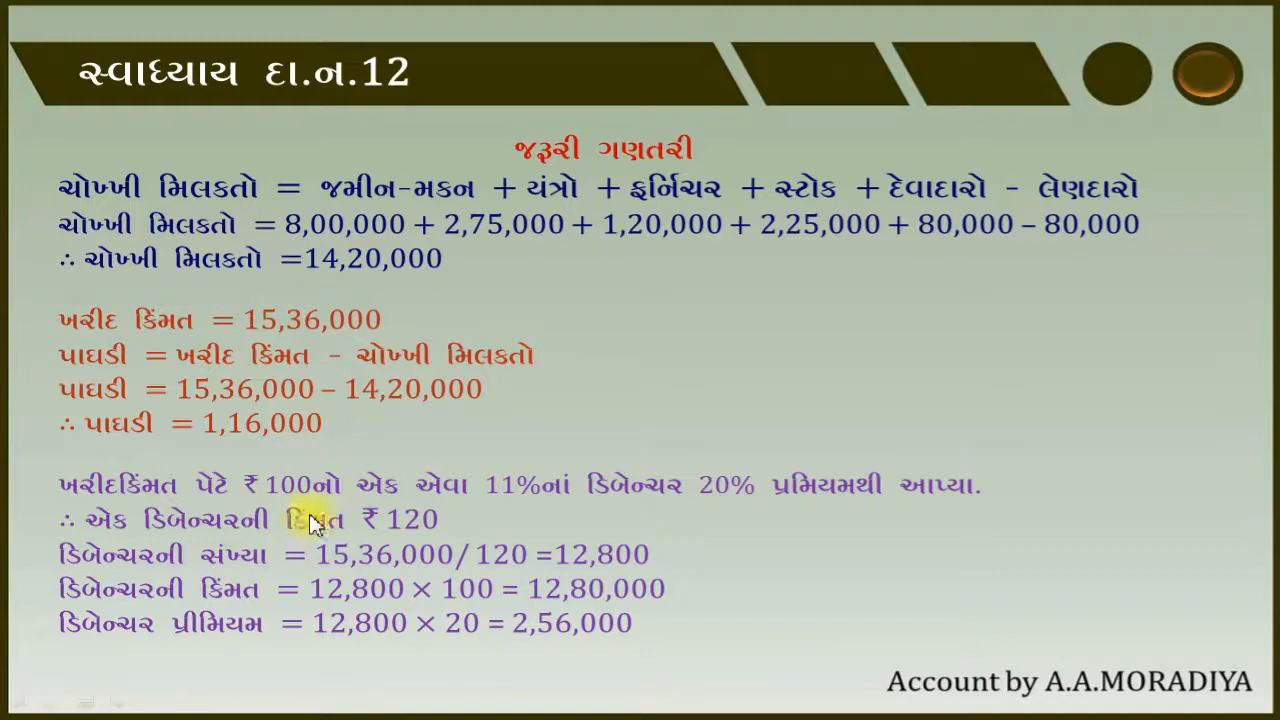 સ્વાધ્યાય દા.ન.12
જરૂરી ગણતરી
ચોખ્ખી મિલકતો = જમીન-મકન + યંત્રો + ફર્નિચર + સ્ટોક + દેવાદારો - લેણદારો
ચોખ્ખી મિલકતો = 8,00,000 + 2,75,000 + 1,20,000 + 2,25,000 + 80,000 – 80,000
∴ ચોખ્ખી મિલકતો =14,20,000
ખરીદ કિંમત = 15,36,000
પાઘડી = ખરીદ કિંમત - ચોખ્ખી મિલકતો
પાઘડી = 15,36,000 – 14,20,000
∴ પાઘડી = 1,16,000
ખરીદકિંમત પેટે ₹ 100નો એક એવા 11%નાં ડિબેન્ચર 20% પ્રમિયમથી આપ્યા.
∴ એક ડિબેન્ચરની કિંમત ₹ 120
ડિબેન્ચરની સંખ્યા = 15,36,000/ 120 =12,800
ડિબેન્ચરની કિંમત = 12,800 × 100 = 12,80,000
ડિબેન્ચર પ્રીમિયમ = 12,800 × 20 = 2,56,000
Account by A.A.MORADIYA